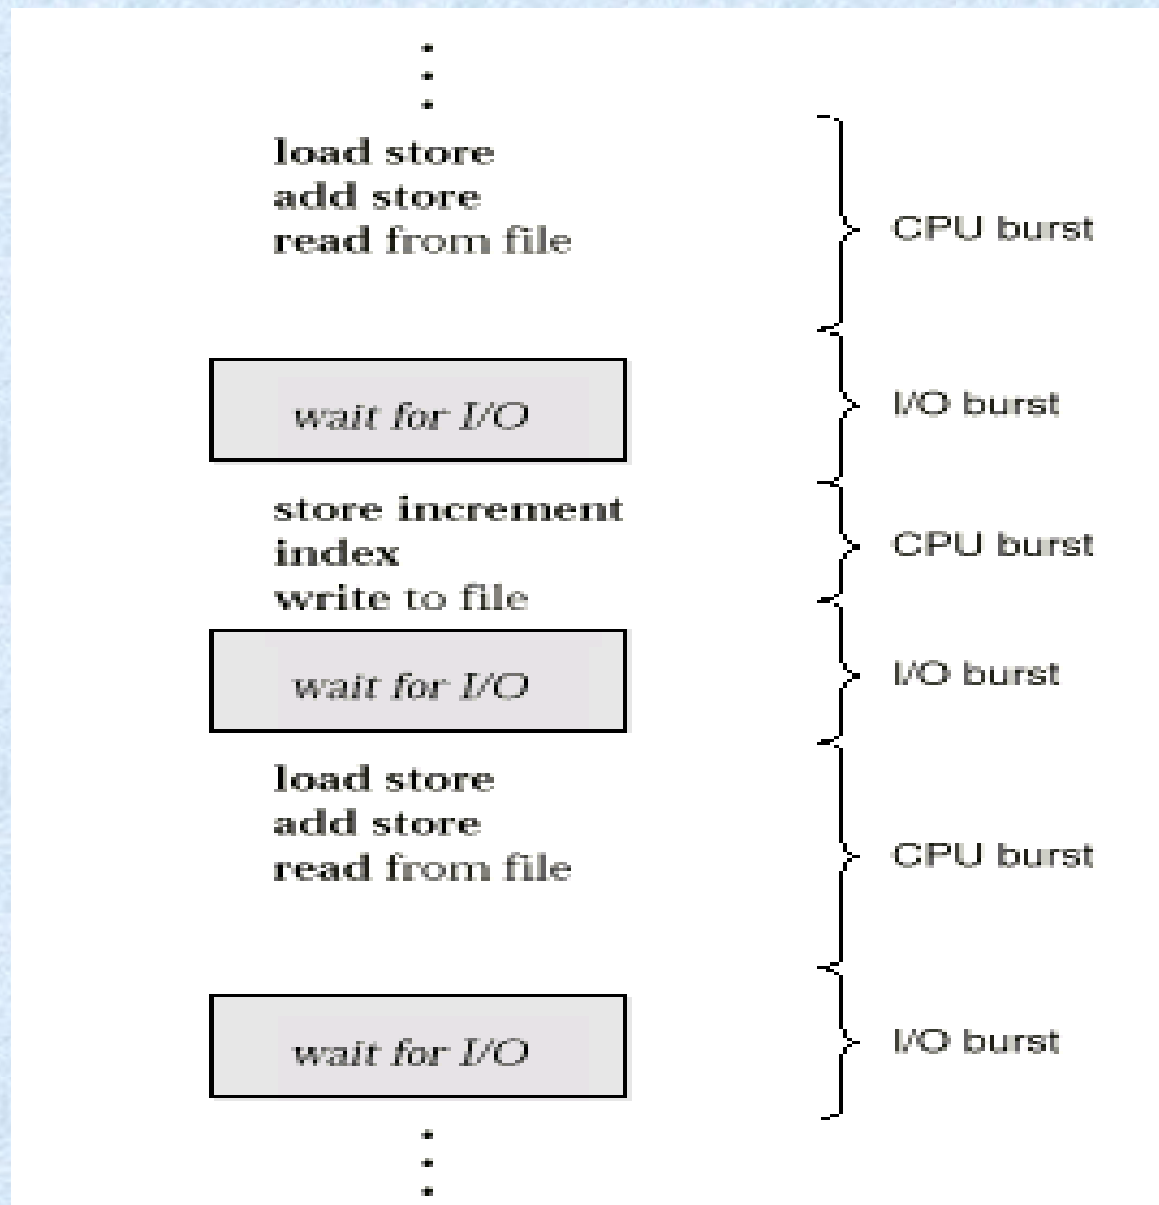 load store
add store
read from file
CPU burst
wait for I/O
I/O burst
store increment
index
write to file
CPU burst
wait for I/O
I/O burst
load store
add store
read from file
CPU burst
wait for I/O
I/O burst